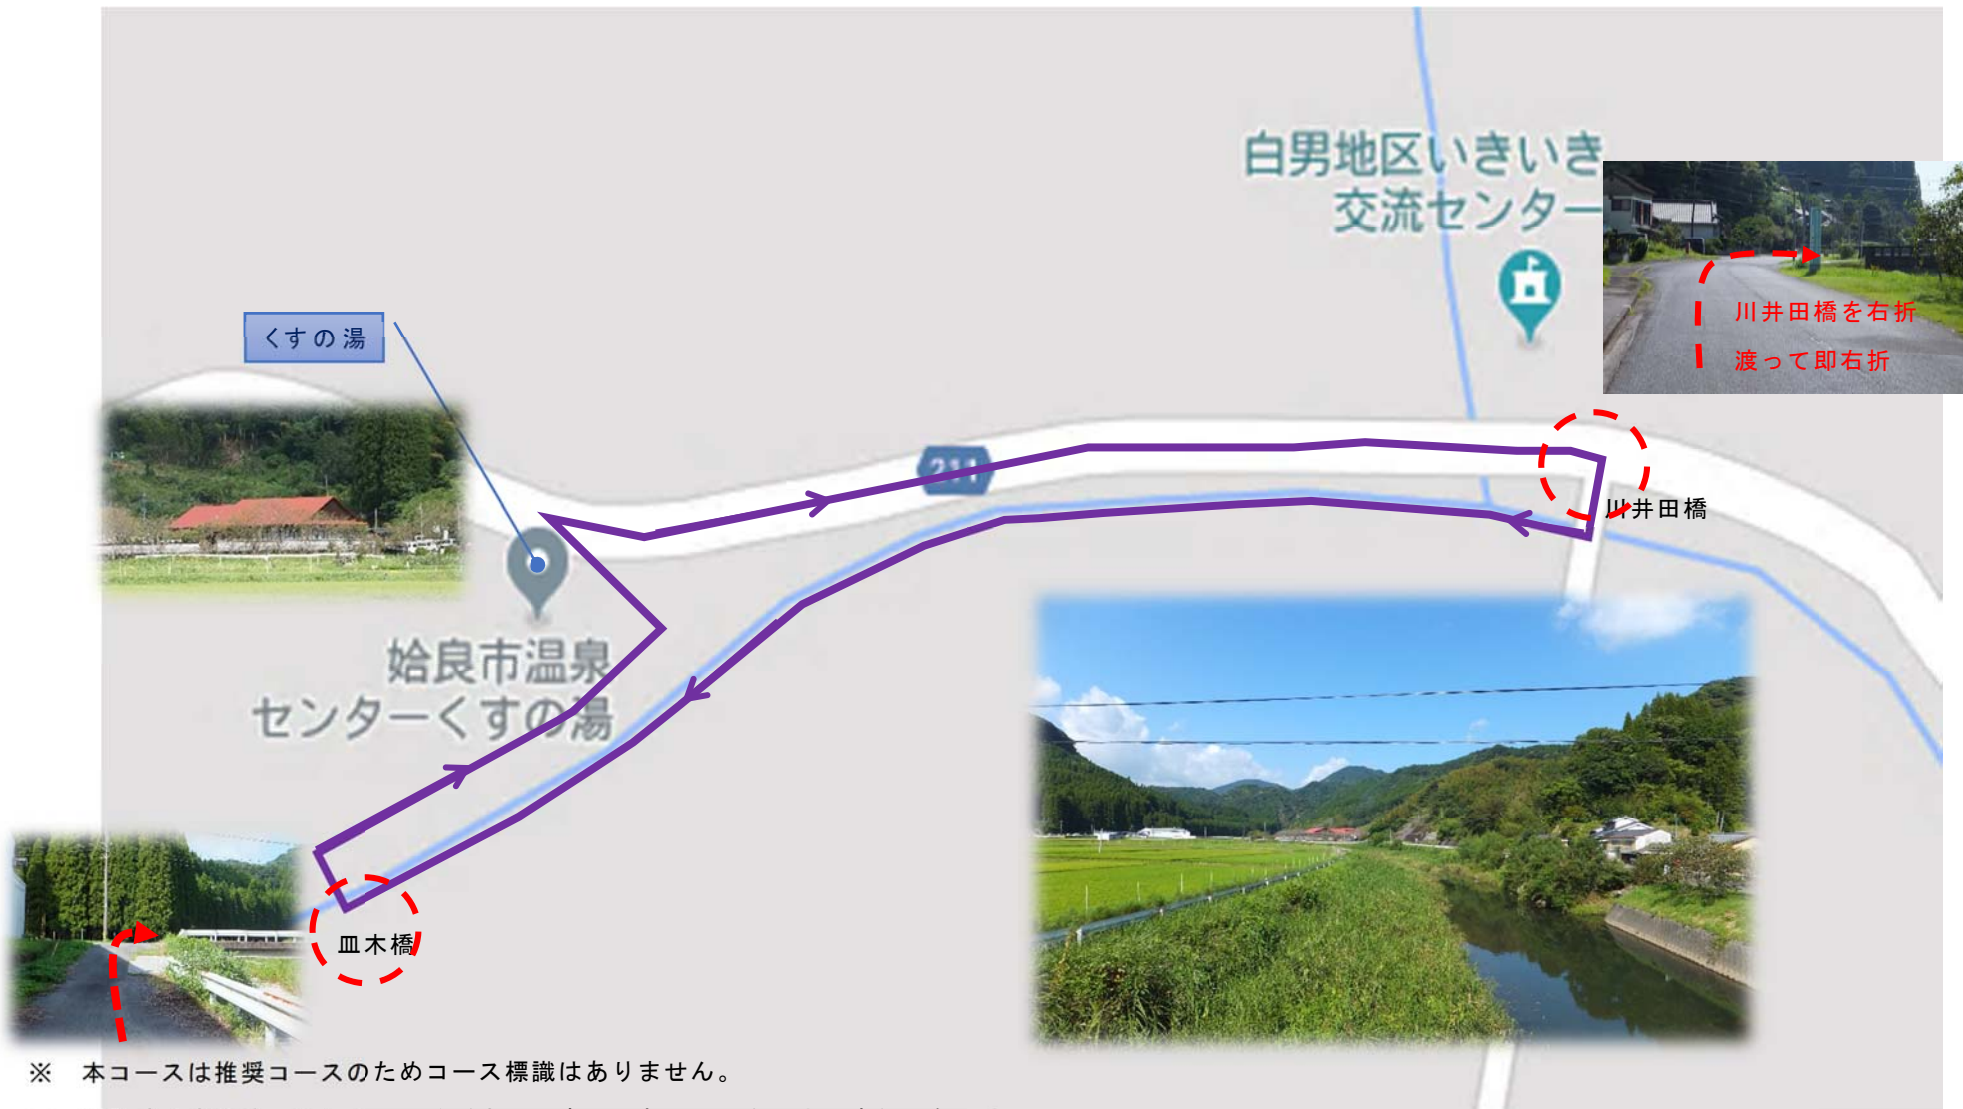 白男地区いきいき
交流センター
川井田橋を右折
渡って即右折
くすの湯
川井田橋
姶良市温泉
センターくすの湯
皿木橋
※ 本コースは推奨コースのためコース標識はありません。